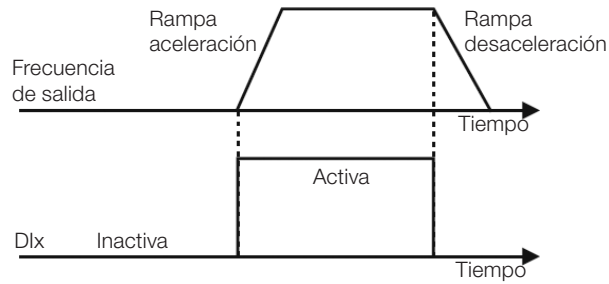 Rampa
aceleración
Rampa
desaceleración
Frecuencia
de salida
Tiempo
Activa
DIx
Inactiva
Tiempo